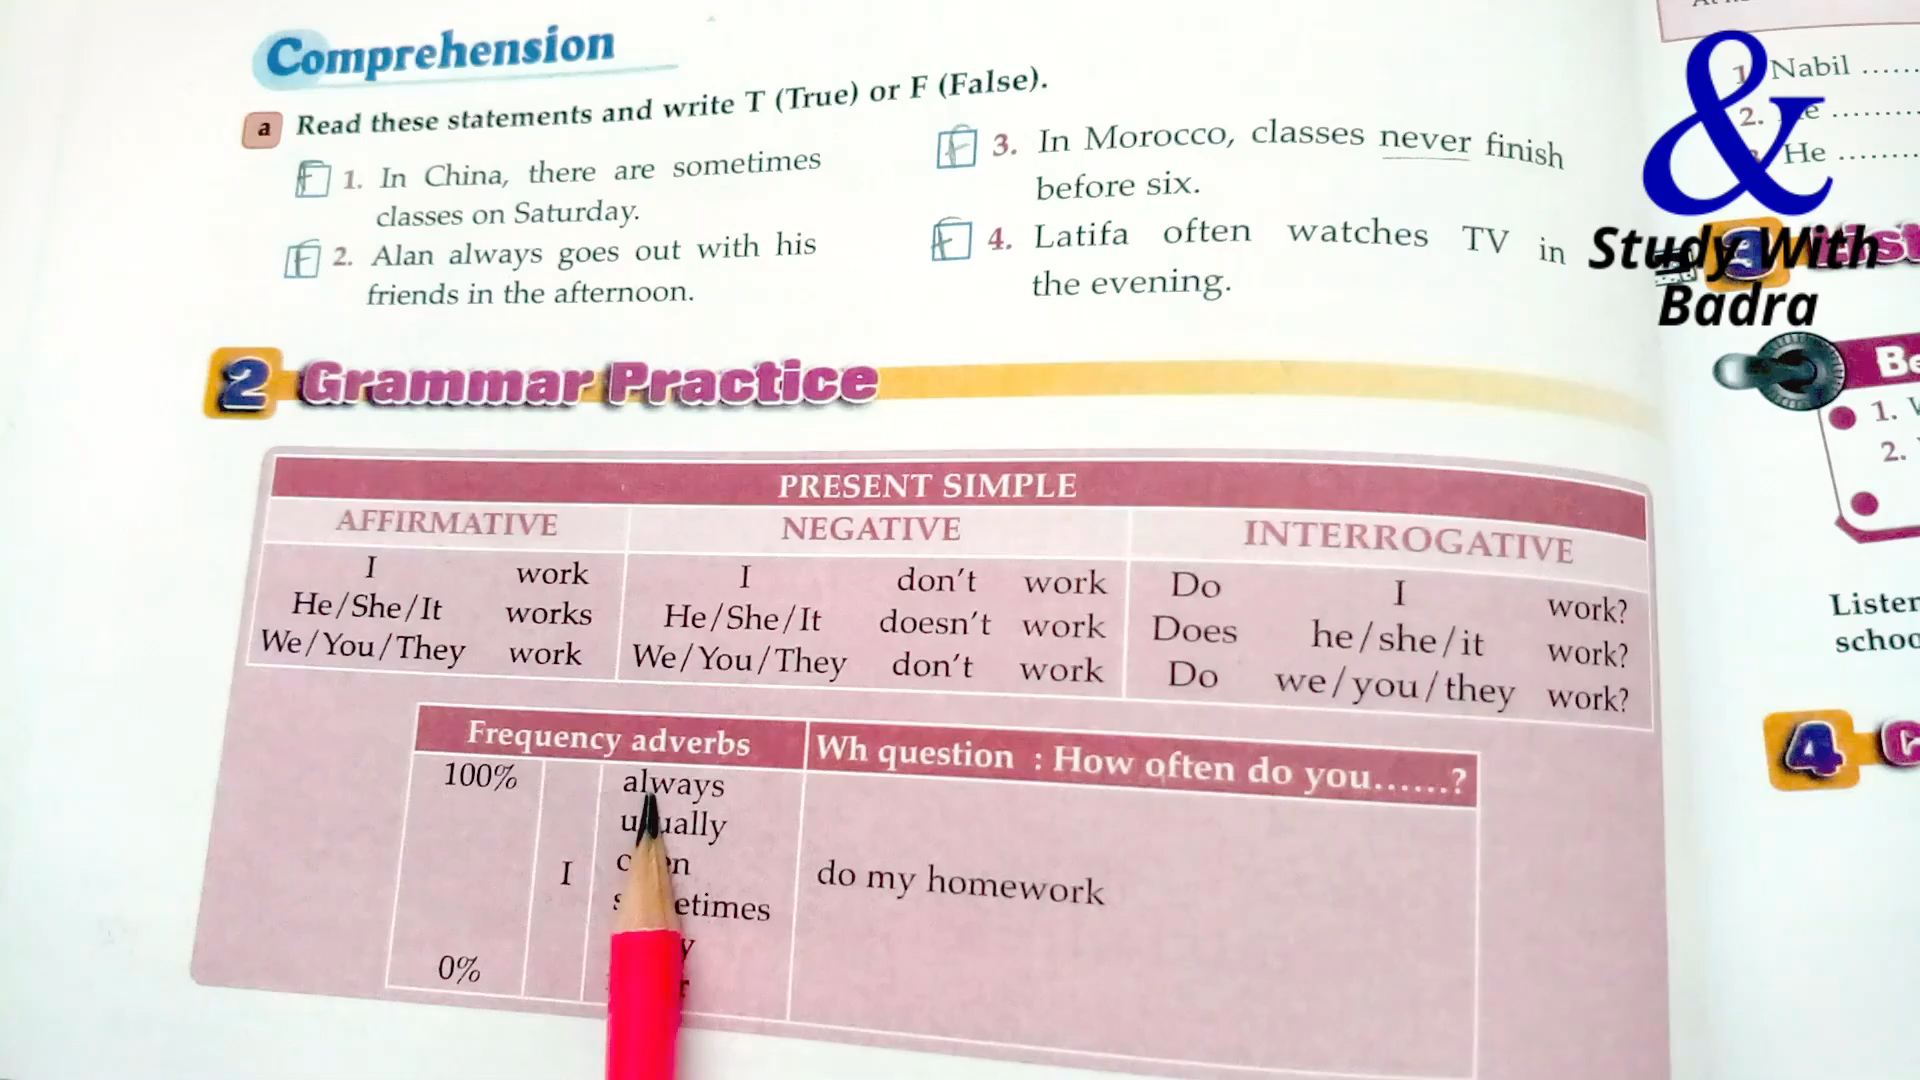 Comprehension
a Read these statements and write T (True) or F (False).
F 1. In China, there are sometimes
classes on Saturday.
F 2. Alan always goes out with his
friends in the afternoon.
F 3. In Morocco, classes never finish
before six.
4. Latifa often watches TV in
the evening.
2 Grammar Practice
PRESENT SIMPLE
AFFIRMATIVE NEGATIVE INTERROGATIVE
I work I don't work Do I work?
He/She/It works He/She/It doesn't work Does he/she/it work?
We/You/They work We/You/They don't work Do we/you/they work?
Frequency adverbs Wh question : How often do you......?
100% always
usually
I do my homework
0%
1. Nabil ......
2. ..........
He ........
&
Study With
Badra
1.
2.
4